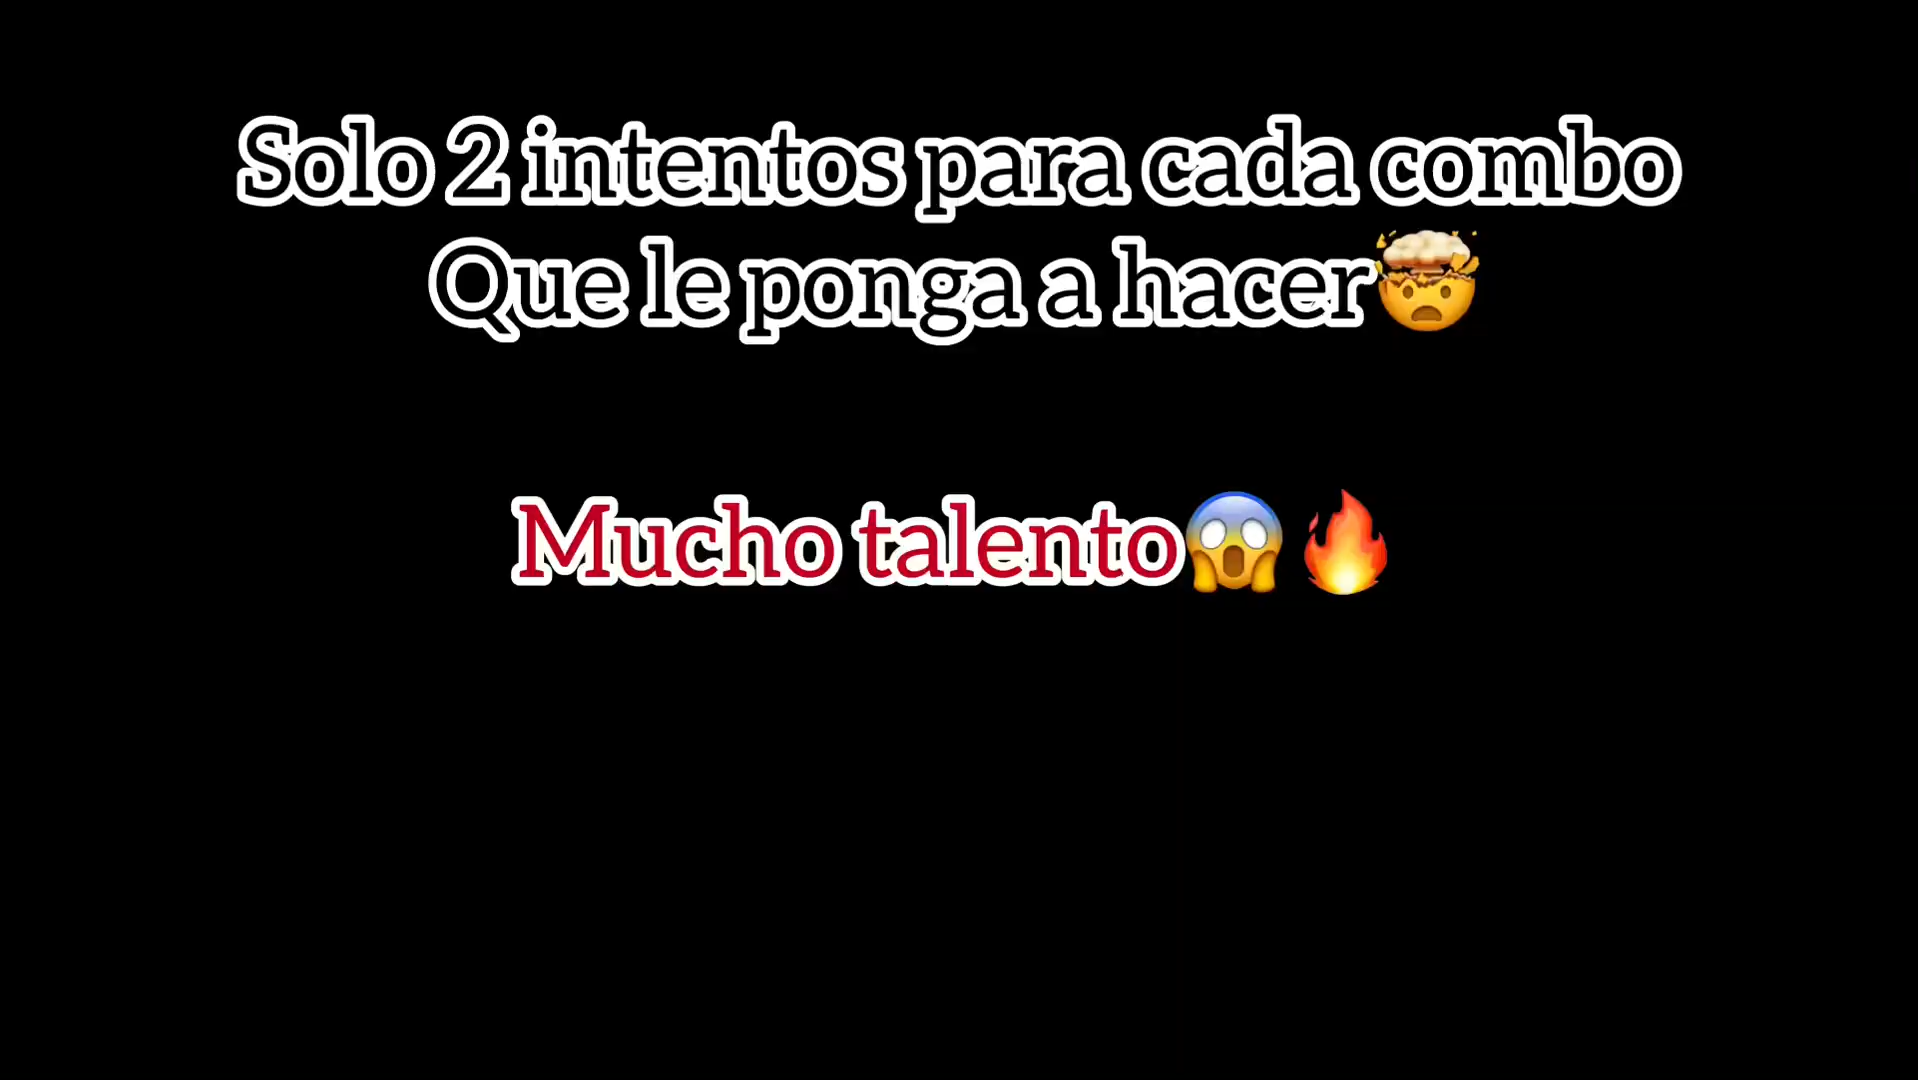 Solo 2 intentos para cada combo
Que le ponga a hacer🤯
Mucho talento😱🔥